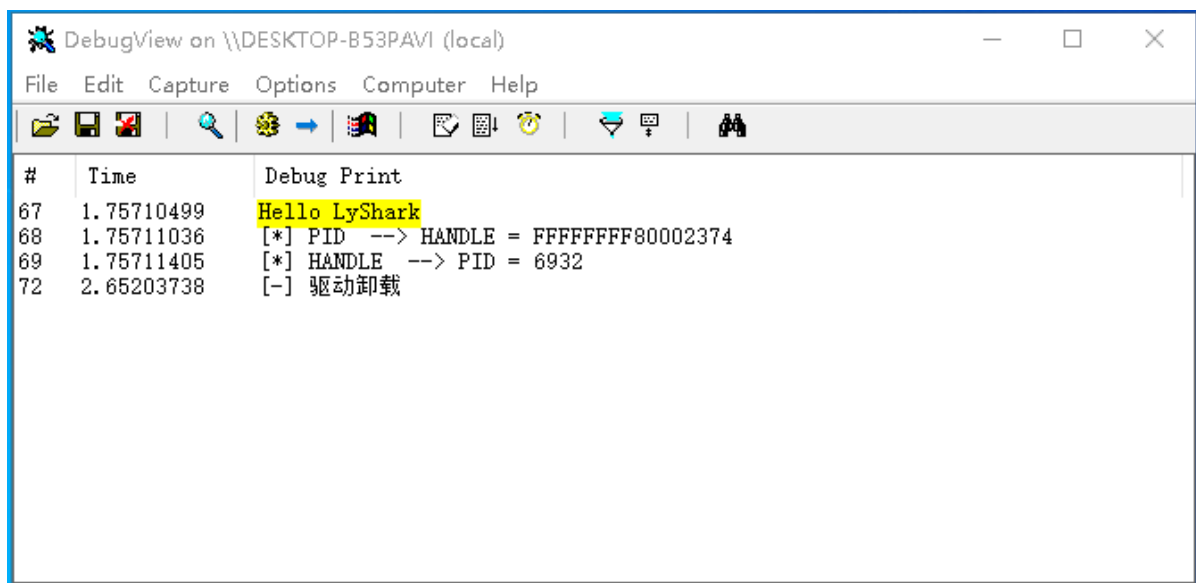 DebugView on \\DESKTOP-B53PAVI (local)
File Edit Capture Options Computer Help
# Time Debug Print
67 1.75710499 Hello LyShark
68 1.75711036 [*] PID --> HANDLE = FFFFFFFF80002374
69 1.75711405 [*] HANDLE --> PID = 6932
72 2.65203738 [-] 驱动卸载